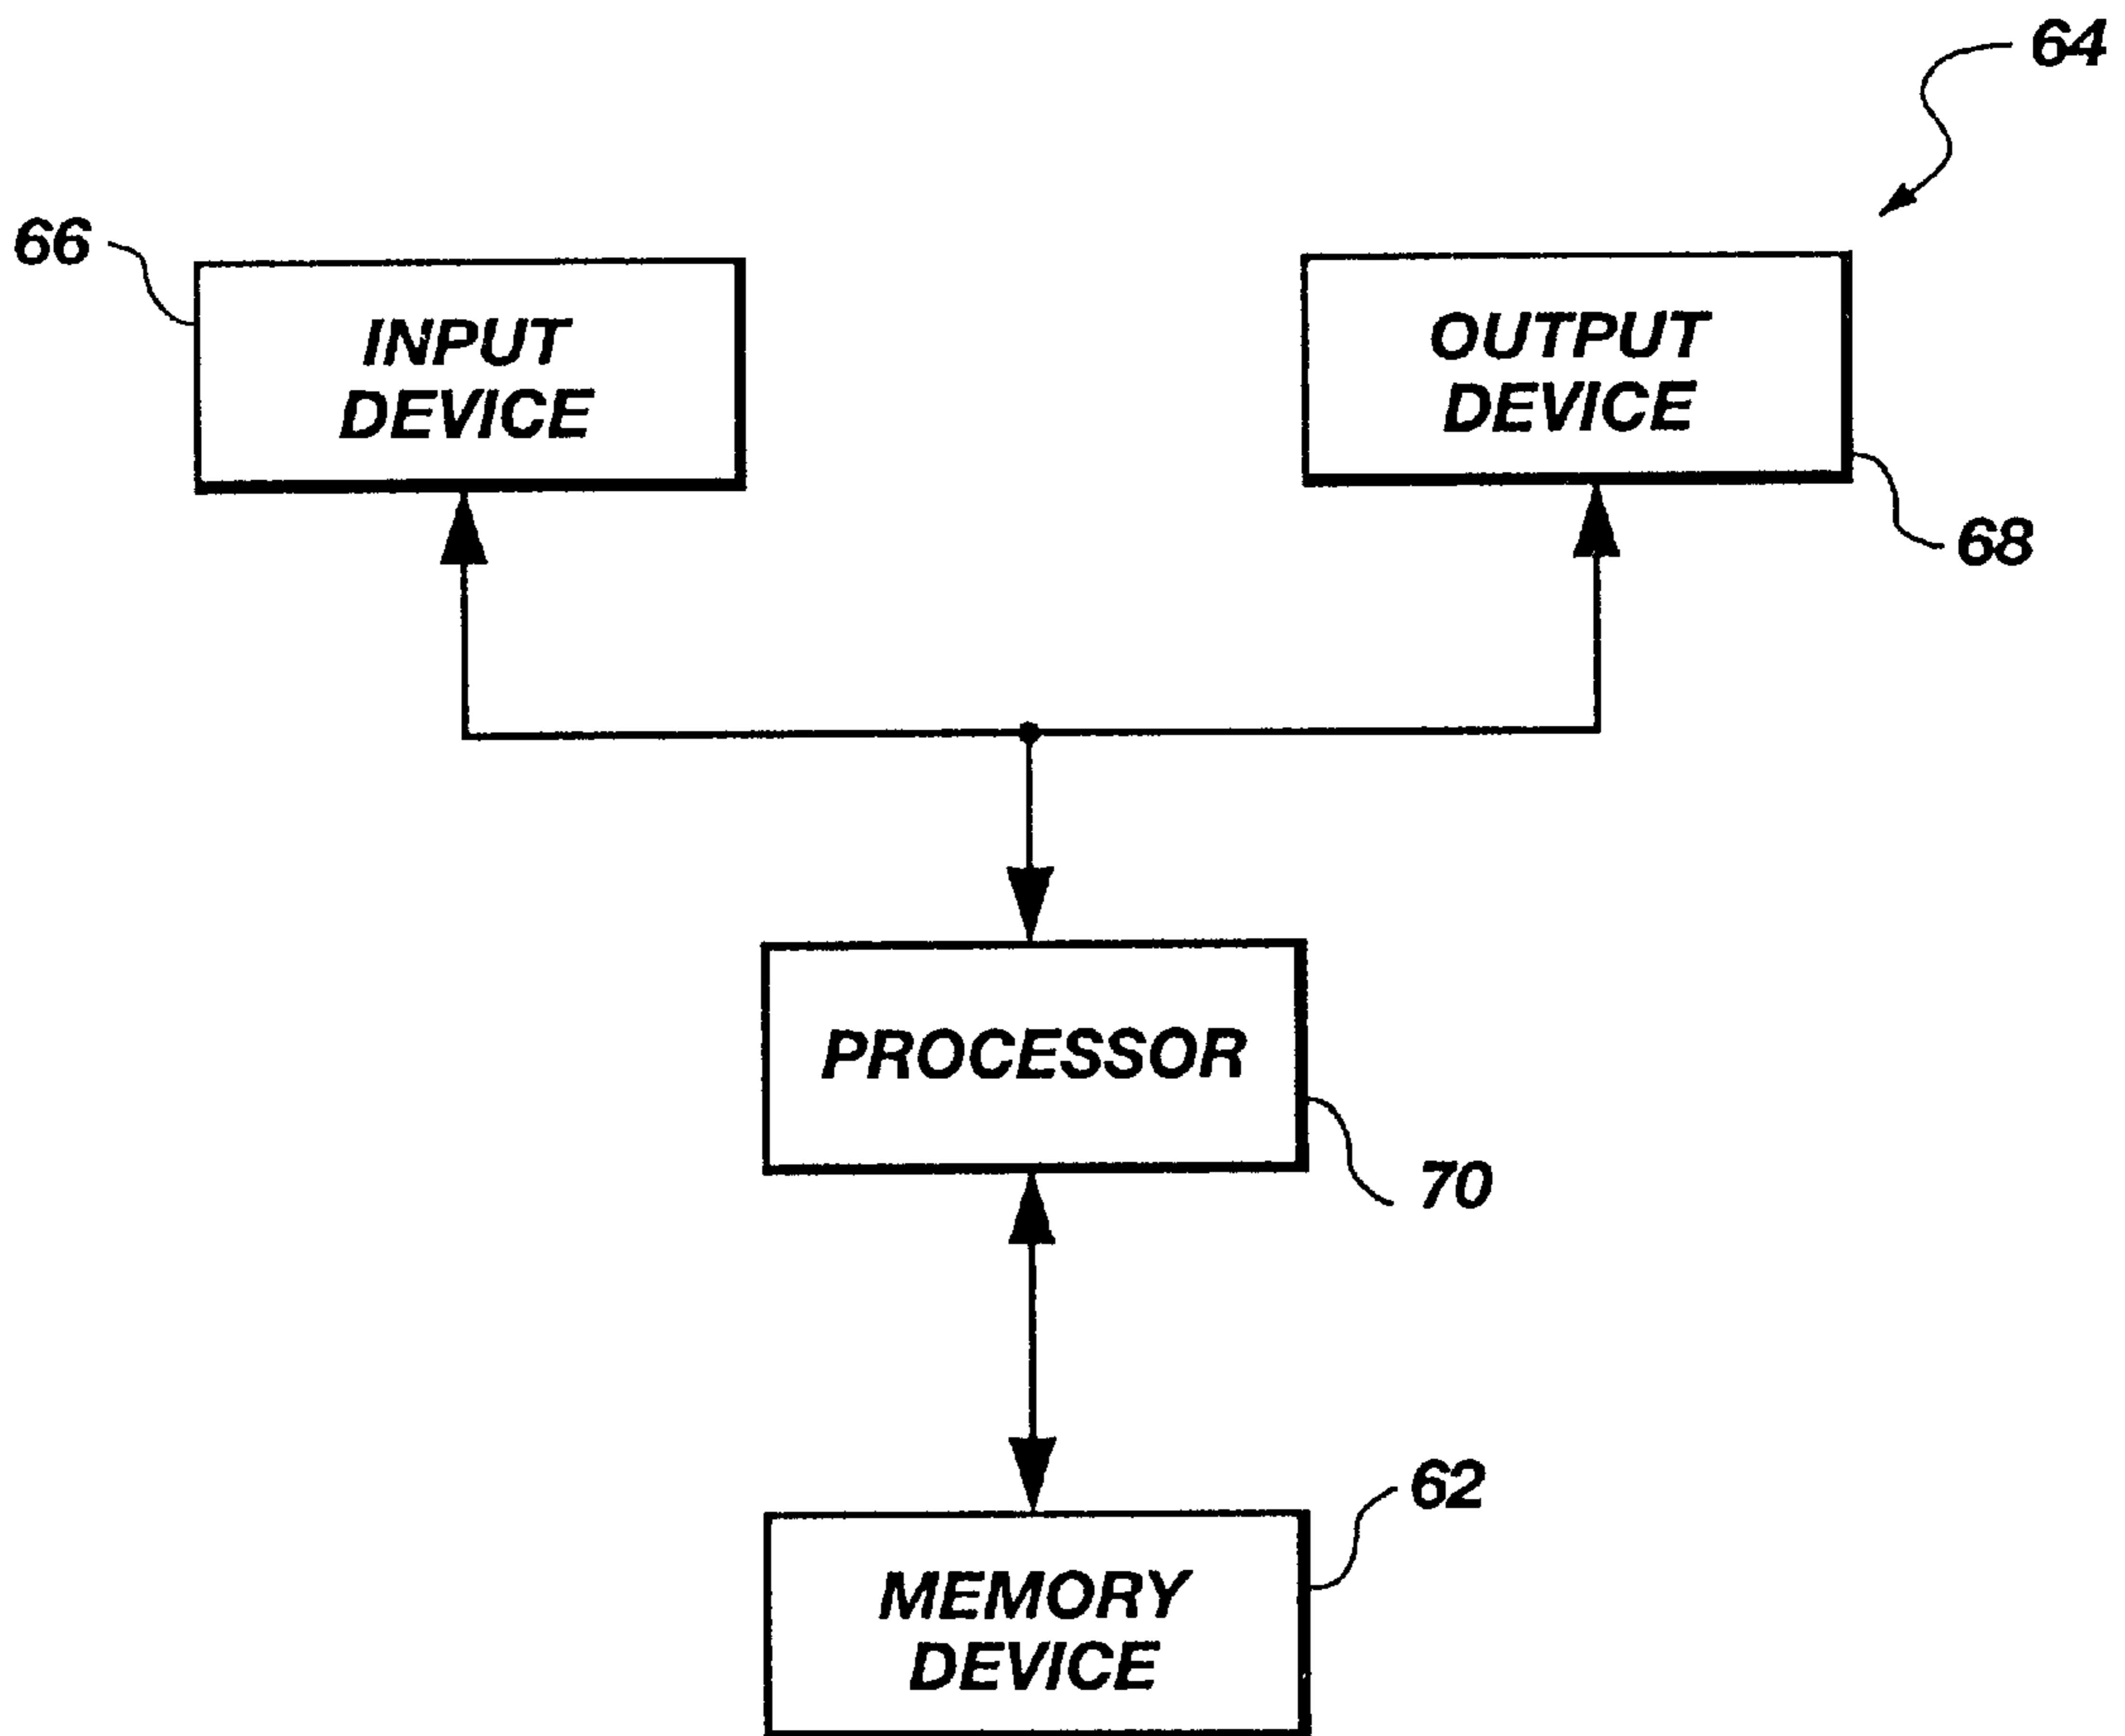 64
66
INPUT
DEVICE
OUTPUT
DEVICE
68
PROCESSOR
70
62
MEMORY
DEVICE